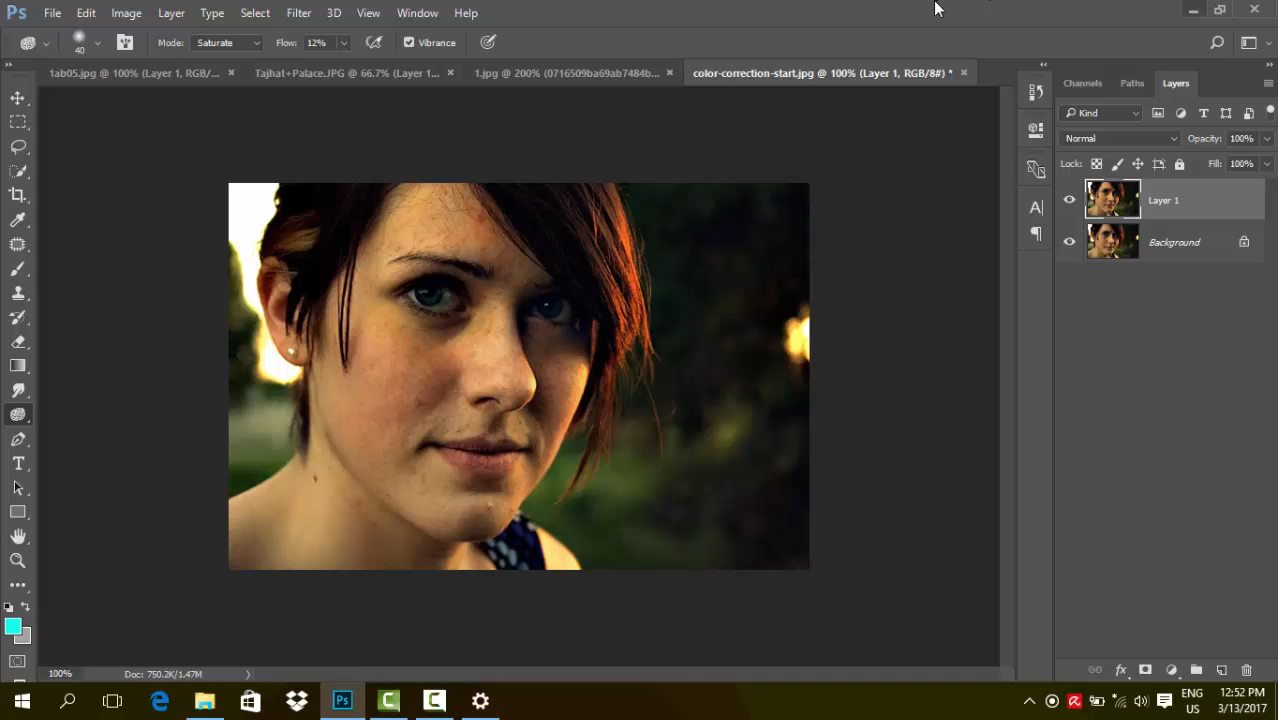 Ps File Edit Image Layer Type Select Filter 3D View Window Help
40 Mode: Saturate Flow: 12% Vibrance
1ab05.jpg @ 100% (Layer 1, RGB/... Tajhat+Palace.JPG @ 66.7% (Layer 1... 1.jpg @ 200% (0716509ba69ab7484b... color-correction-start.jpg @ 100% (Layer 1, RGB/8#) *
Channels Paths Layers
Kind
Normal Opacity: 100%
Lock: Fill: 100%
Layer 1
Background
100% Doc: 750.2K/1.47M
Ps
ENG
US
12:52 PM
3/13/2017